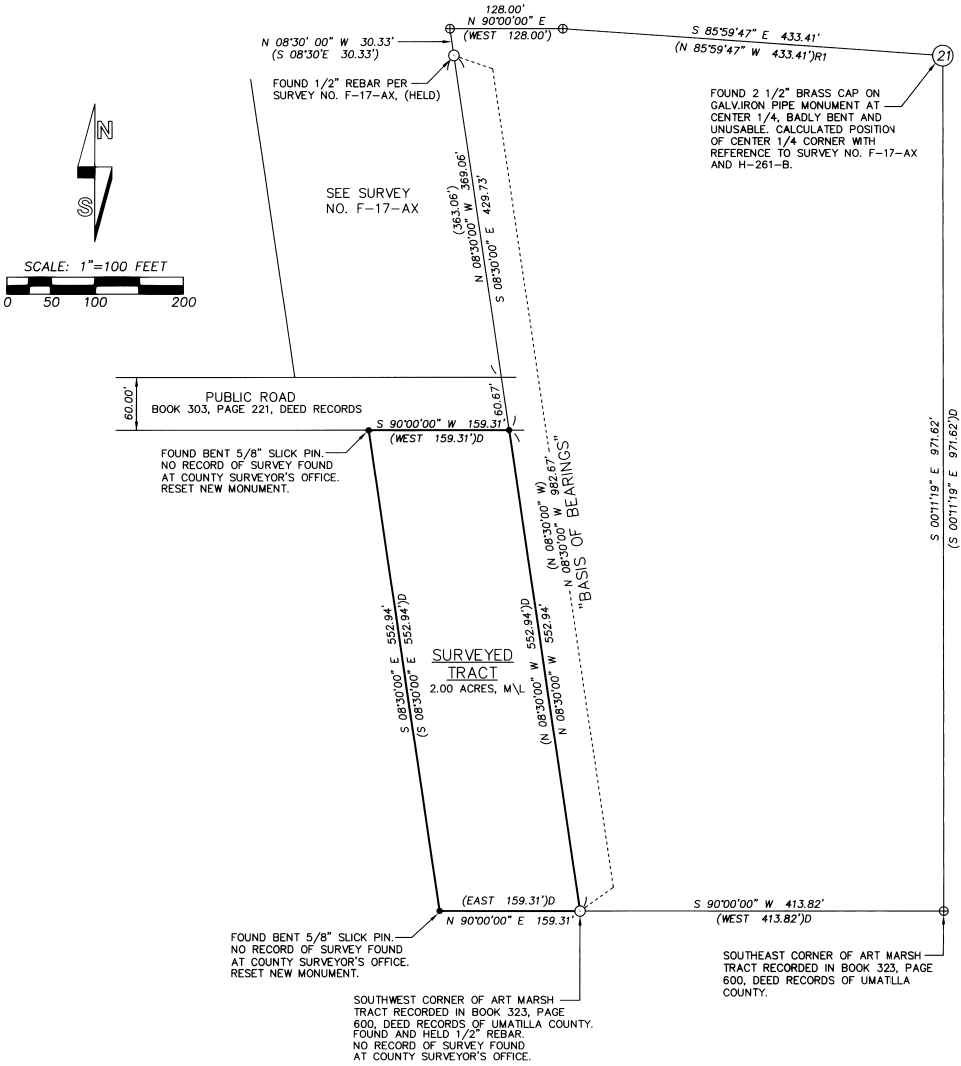 128.00'
N 90°00'00" E
(WEST 128.00')
S 85°59'47" E 433.41'
(N 85°59'47" W 433.41')R1
N 08°30' 00" W 30.33'
(S 08°30'E 30.33')
21
FOUND 1/2" REBAR PER
SURVEY NO. F-17-AX, (HELD)
FOUND 2 1/2" BRASS CAP ON
GALV.IRON PIPE MONUMENT AT
CENTER 1/4, BADLY BENT AND
UNUSABLE. CALCULATED POSITION
OF CENTER 1/4 CORNER WITH
REFERENCE TO SURVEY NO. F-17-AX
AND H-261-B.
N
S
SEE SURVEY
NO. F-17-AX
(363.06')
N 08°30'00" W 369.06'
S 08°30'00" E 429.73'
SCALE: 1"=100 FEET
0 50 100 200
60.00'
PUBLIC ROAD
BOOK 303, PAGE 221, DEED RECORDS
60.67'
S 90°00'00" W 159.31'
(WEST 159.31')D
FOUND BENT 5/8" SLICK PIN.
NO RECORD OF SURVEY FOUND
AT COUNTY SURVEYOR'S OFFICE.
RESET NEW MONUMENT.
(N 08°30'00" W)
N 08°30'00" W 982.67'
"BASIS OF BEARINGS"
S 00°11'19" E 971.62'
(S 00°11'19" E 971.62')D
S 08°30'00" E 552.94'
(S 08°30'00" E 552.94')D
SURVEYED
TRACT
2.00 ACRES, M\L
(N 08°30'00" W 552.94')D
N 08°30'00" W 552.94'
(EAST 159.31')D
N 90°00'00" E 159.31'
S 90°00'00" W 413.82'
(WEST 413.82')D
FOUND BENT 5/8" SLICK PIN.
NO RECORD OF SURVEY FOUND
AT COUNTY SURVEYOR'S OFFICE.
RESET NEW MONUMENT.
SOUTHEAST CORNER OF ART MARSH
TRACT RECORDED IN BOOK 323, PAGE
600, DEED RECORDS OF UMATILLA
COUNTY.
SOUTHWEST CORNER OF ART MARSH
TRACT RECORDED IN BOOK 323, PAGE
600, DEED RECORDS OF UMATILLA COUNTY.
FOUND AND HELD 1/2" REBAR.
NO RECORD OF SURVEY FOUND
AT COUNTY SURVEYOR'S OFFICE.